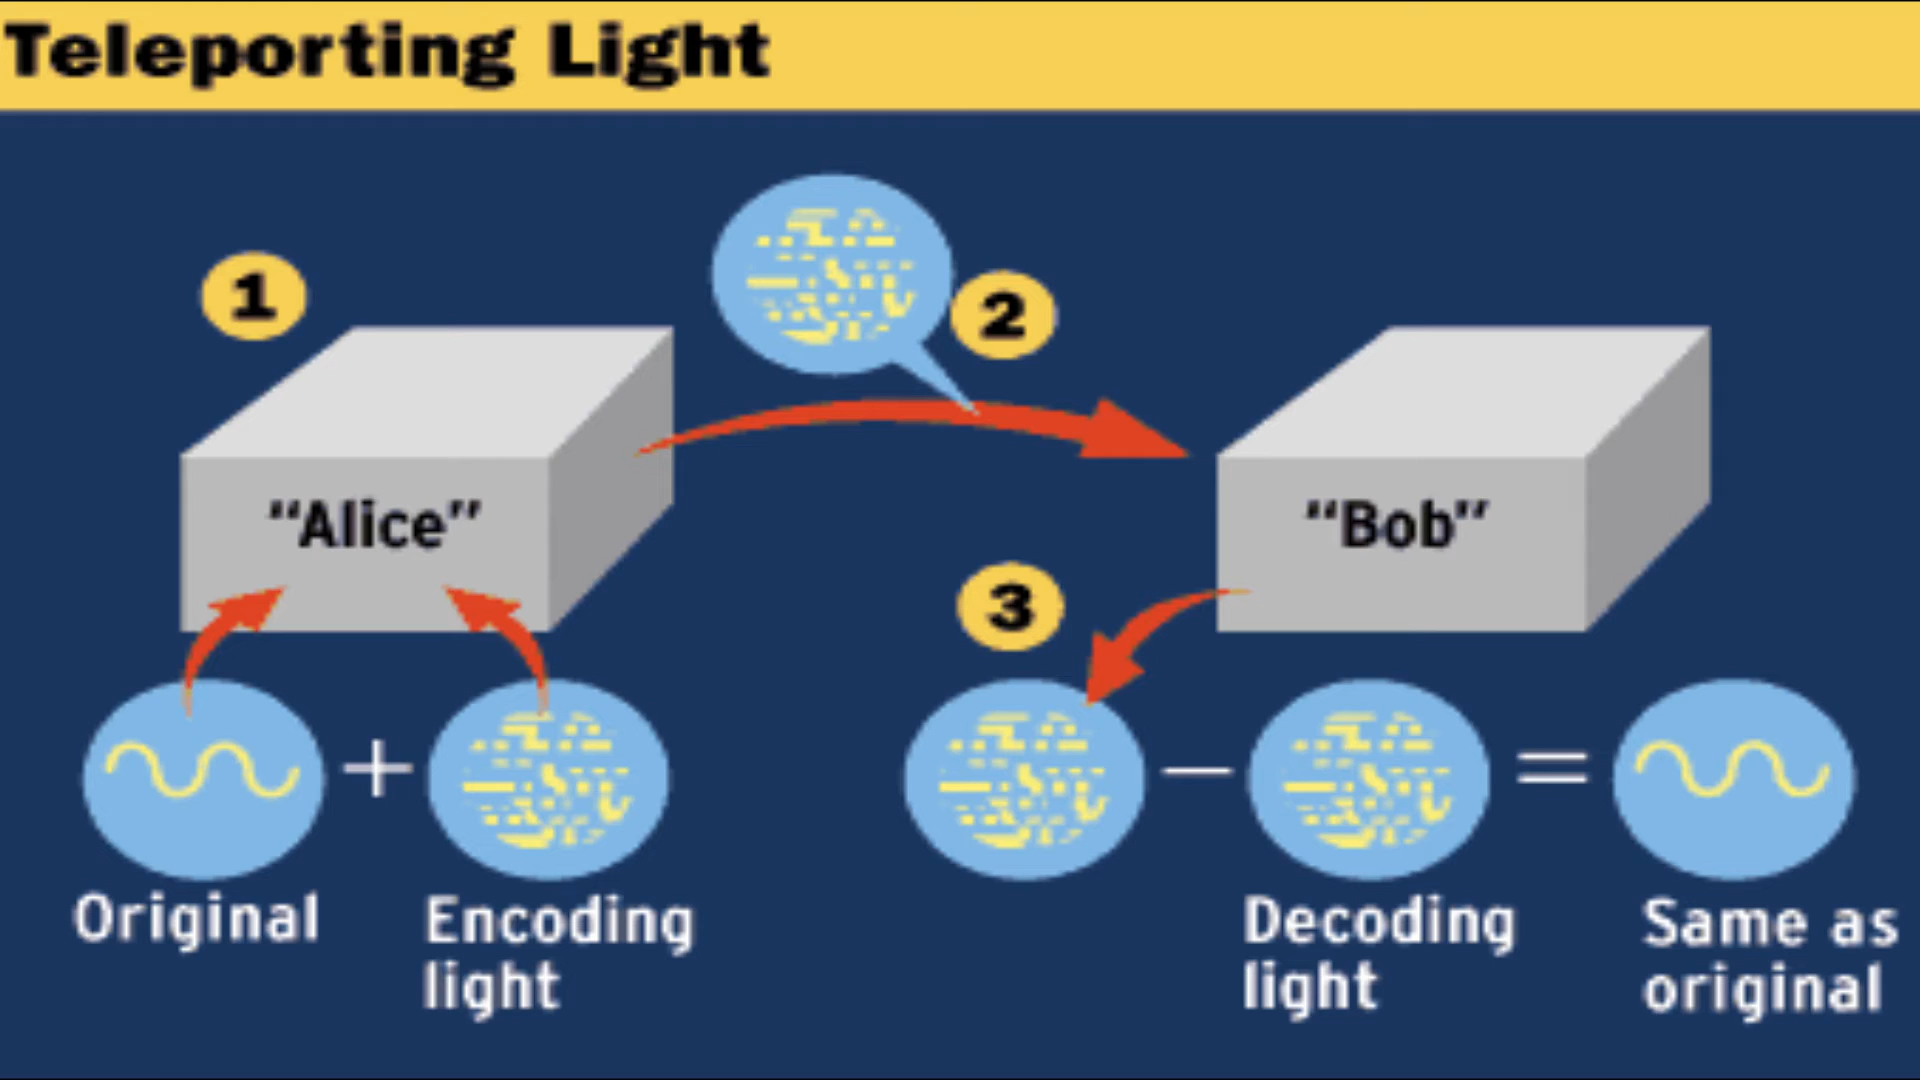 Teleporting Light
1
2
“Alice”
“Bob”
3
Original
Encoding
light
Decoding
light
Same as
original